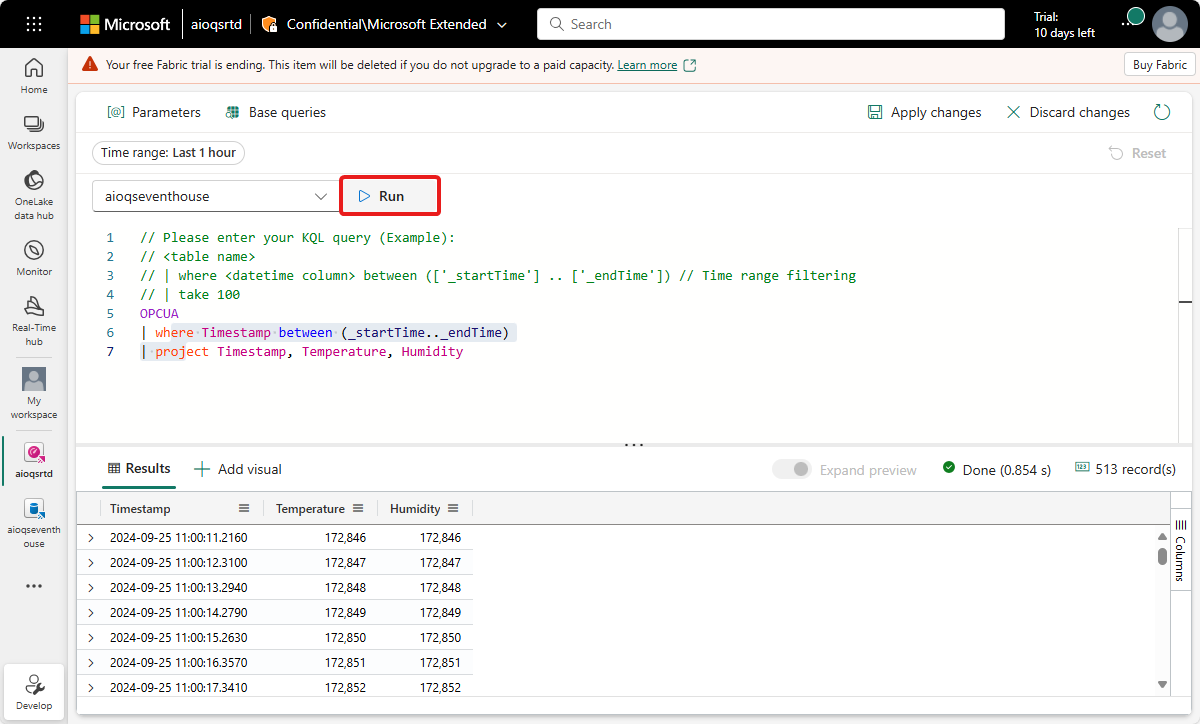 Microsoft aioqsrtd Confidential\Microsoft Extended Search Trial: 10 days left
Your free Fabric trial is ending. This item will be deleted if you do not upgrade to a paid capacity. Learn more Buy Fabric
Home
Workspaces
OneLake
data hub
Monitor
Real-Time
hub
My
workspace
aioqsrtd
aioqseventh
ouse
Develop
Parameters Base queries Apply changes Discard changes
Time range: Last 1 hour Reset
aioqseventhouse Run
1 // Please enter your KQL query (Example):
2 // <table name>
3 // | where <datetime column> between (['_startTime'] .. ['_endTime']) // Time range filtering
4 // | take 100
5 OPCUA
6 | where Timestamp between (_startTime.._endTime)
7 | project Timestamp, Temperature, Humidity
Results Add visual Expand preview Done (0.854 s) 513 record(s)
Timestamp Temperature Humidity
2024-09-25 11:00:11.2160 172,846 172,846
2024-09-25 11:00:12.3100 172,847 172,847
2024-09-25 11:00:13.2940 172,848 172,848
2024-09-25 11:00:14.2790 172,849 172,849
2024-09-25 11:00:15.2630 172,850 172,850
2024-09-25 11:00:16.3570 172,851 172,851
2024-09-25 11:00:17.3410 172,852 172,852
Columns